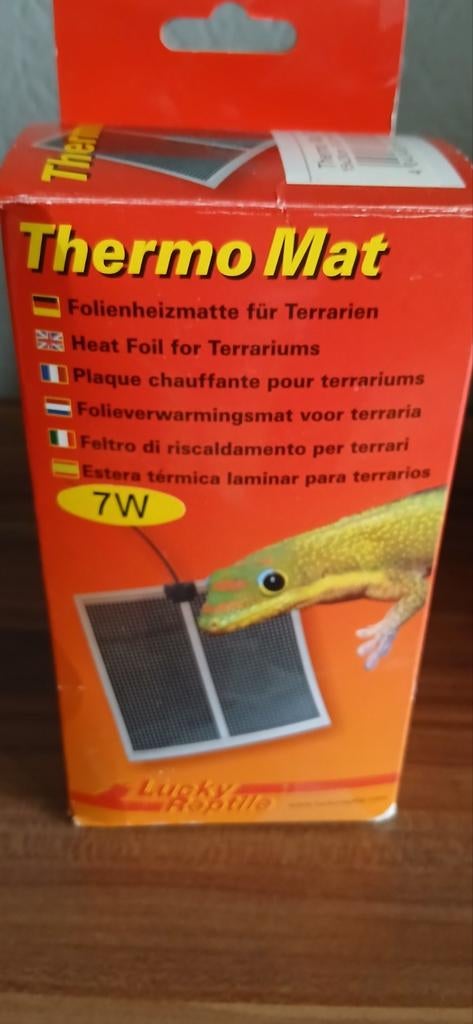 Thermo
Thermo Mat
Folienheizmatte für Terrarien
Heat Foil for Terrariums
Plaque chauffante pour terrariums
Folieverwarmingsmat voor terraria
Feltro di riscaldamento per terrari
Estera térmica laminar para terrarios
7W
Lucky
Reptile